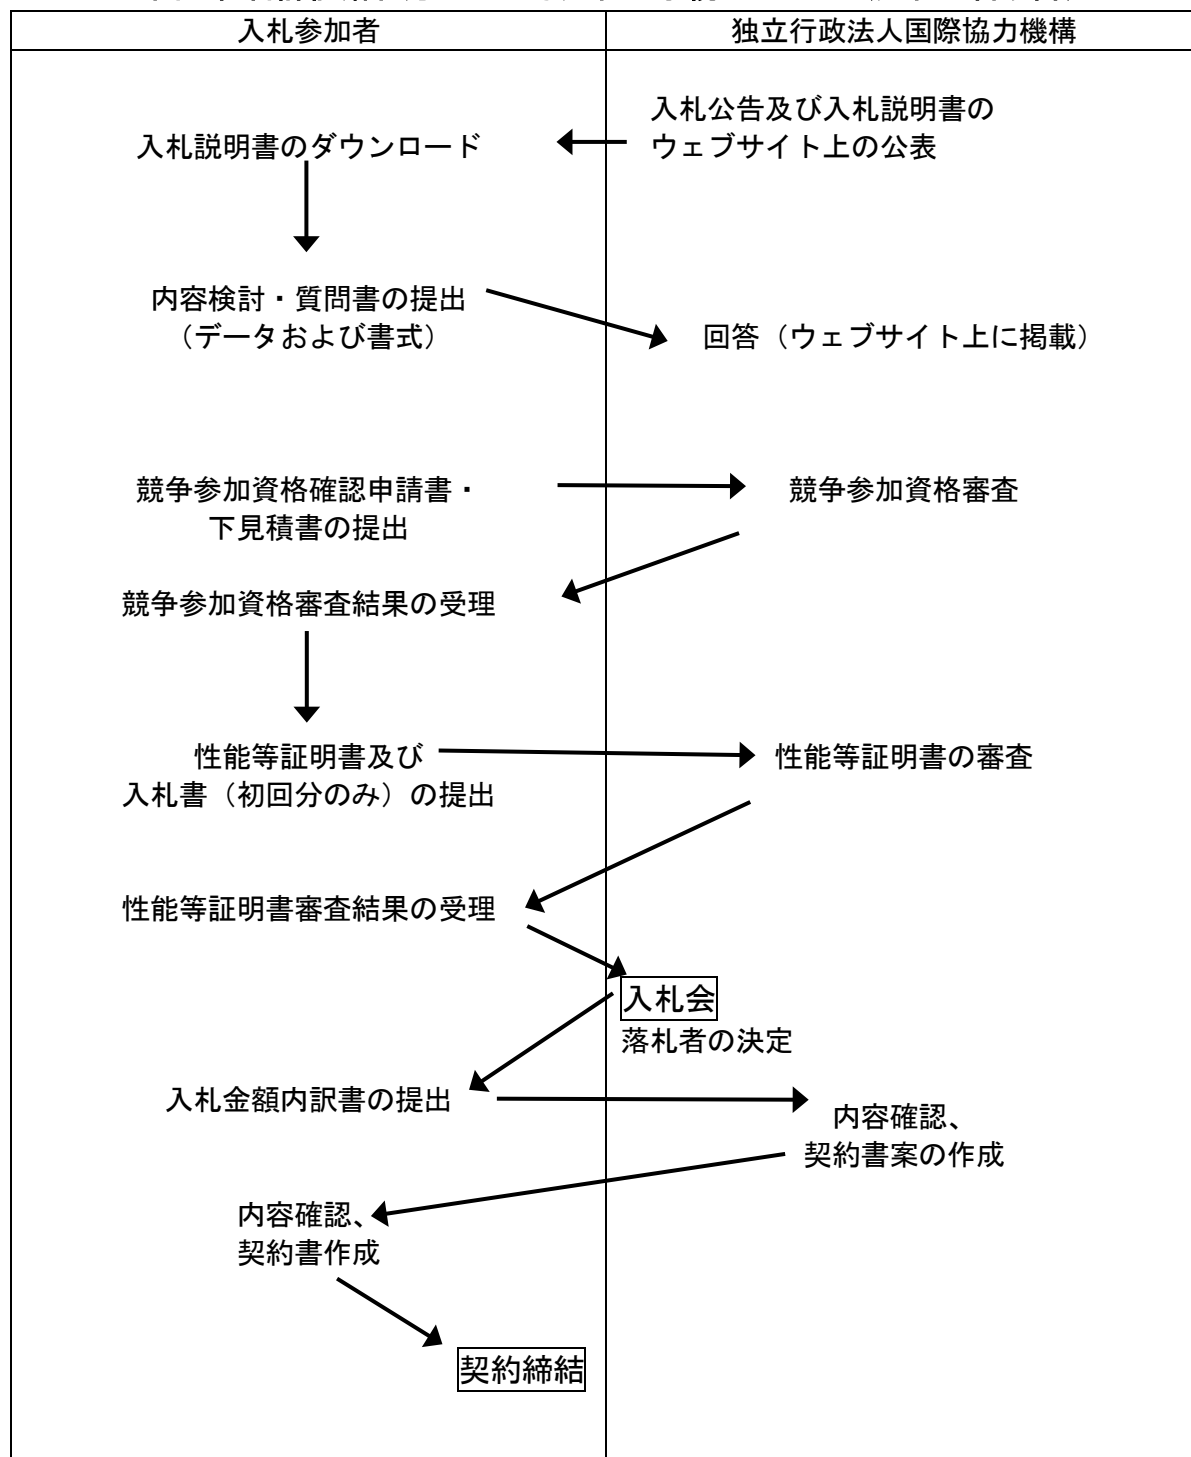 入札参加者
独立行政法人国際協力機構
入札公告及び入札説明書の
ウェブサイト上の公表
入札説明書のダウンロード
内容検討・質問書の提出
（データおよび書式）
回答（ウェブサイト上に掲載）
競争参加資格確認申請書・
下見積書の提出
競争参加資格審査
競争参加資格審査結果の受理
性能等証明書及び
入札書（初回分のみ）の提出
性能等証明書の審査
性能等証明書審査結果の受理
入札会
落札者の決定
入札金額内訳書の提出
内容確認、
契約書案の作成
内容確認、
契約書作成
契約締結